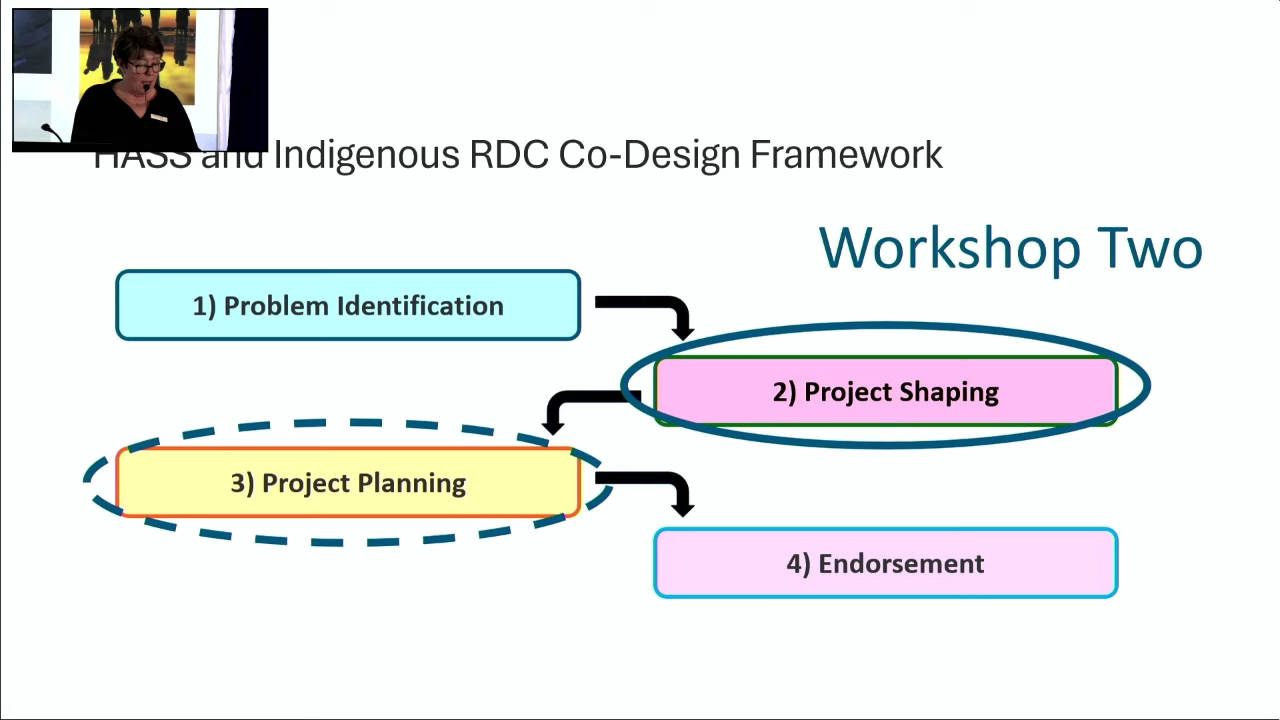 HASS and Indigenous RDC Co-Design Framework
Workshop Two
1) Problem Identification
2) Project Shaping
3) Project Planning
4) Endorsement